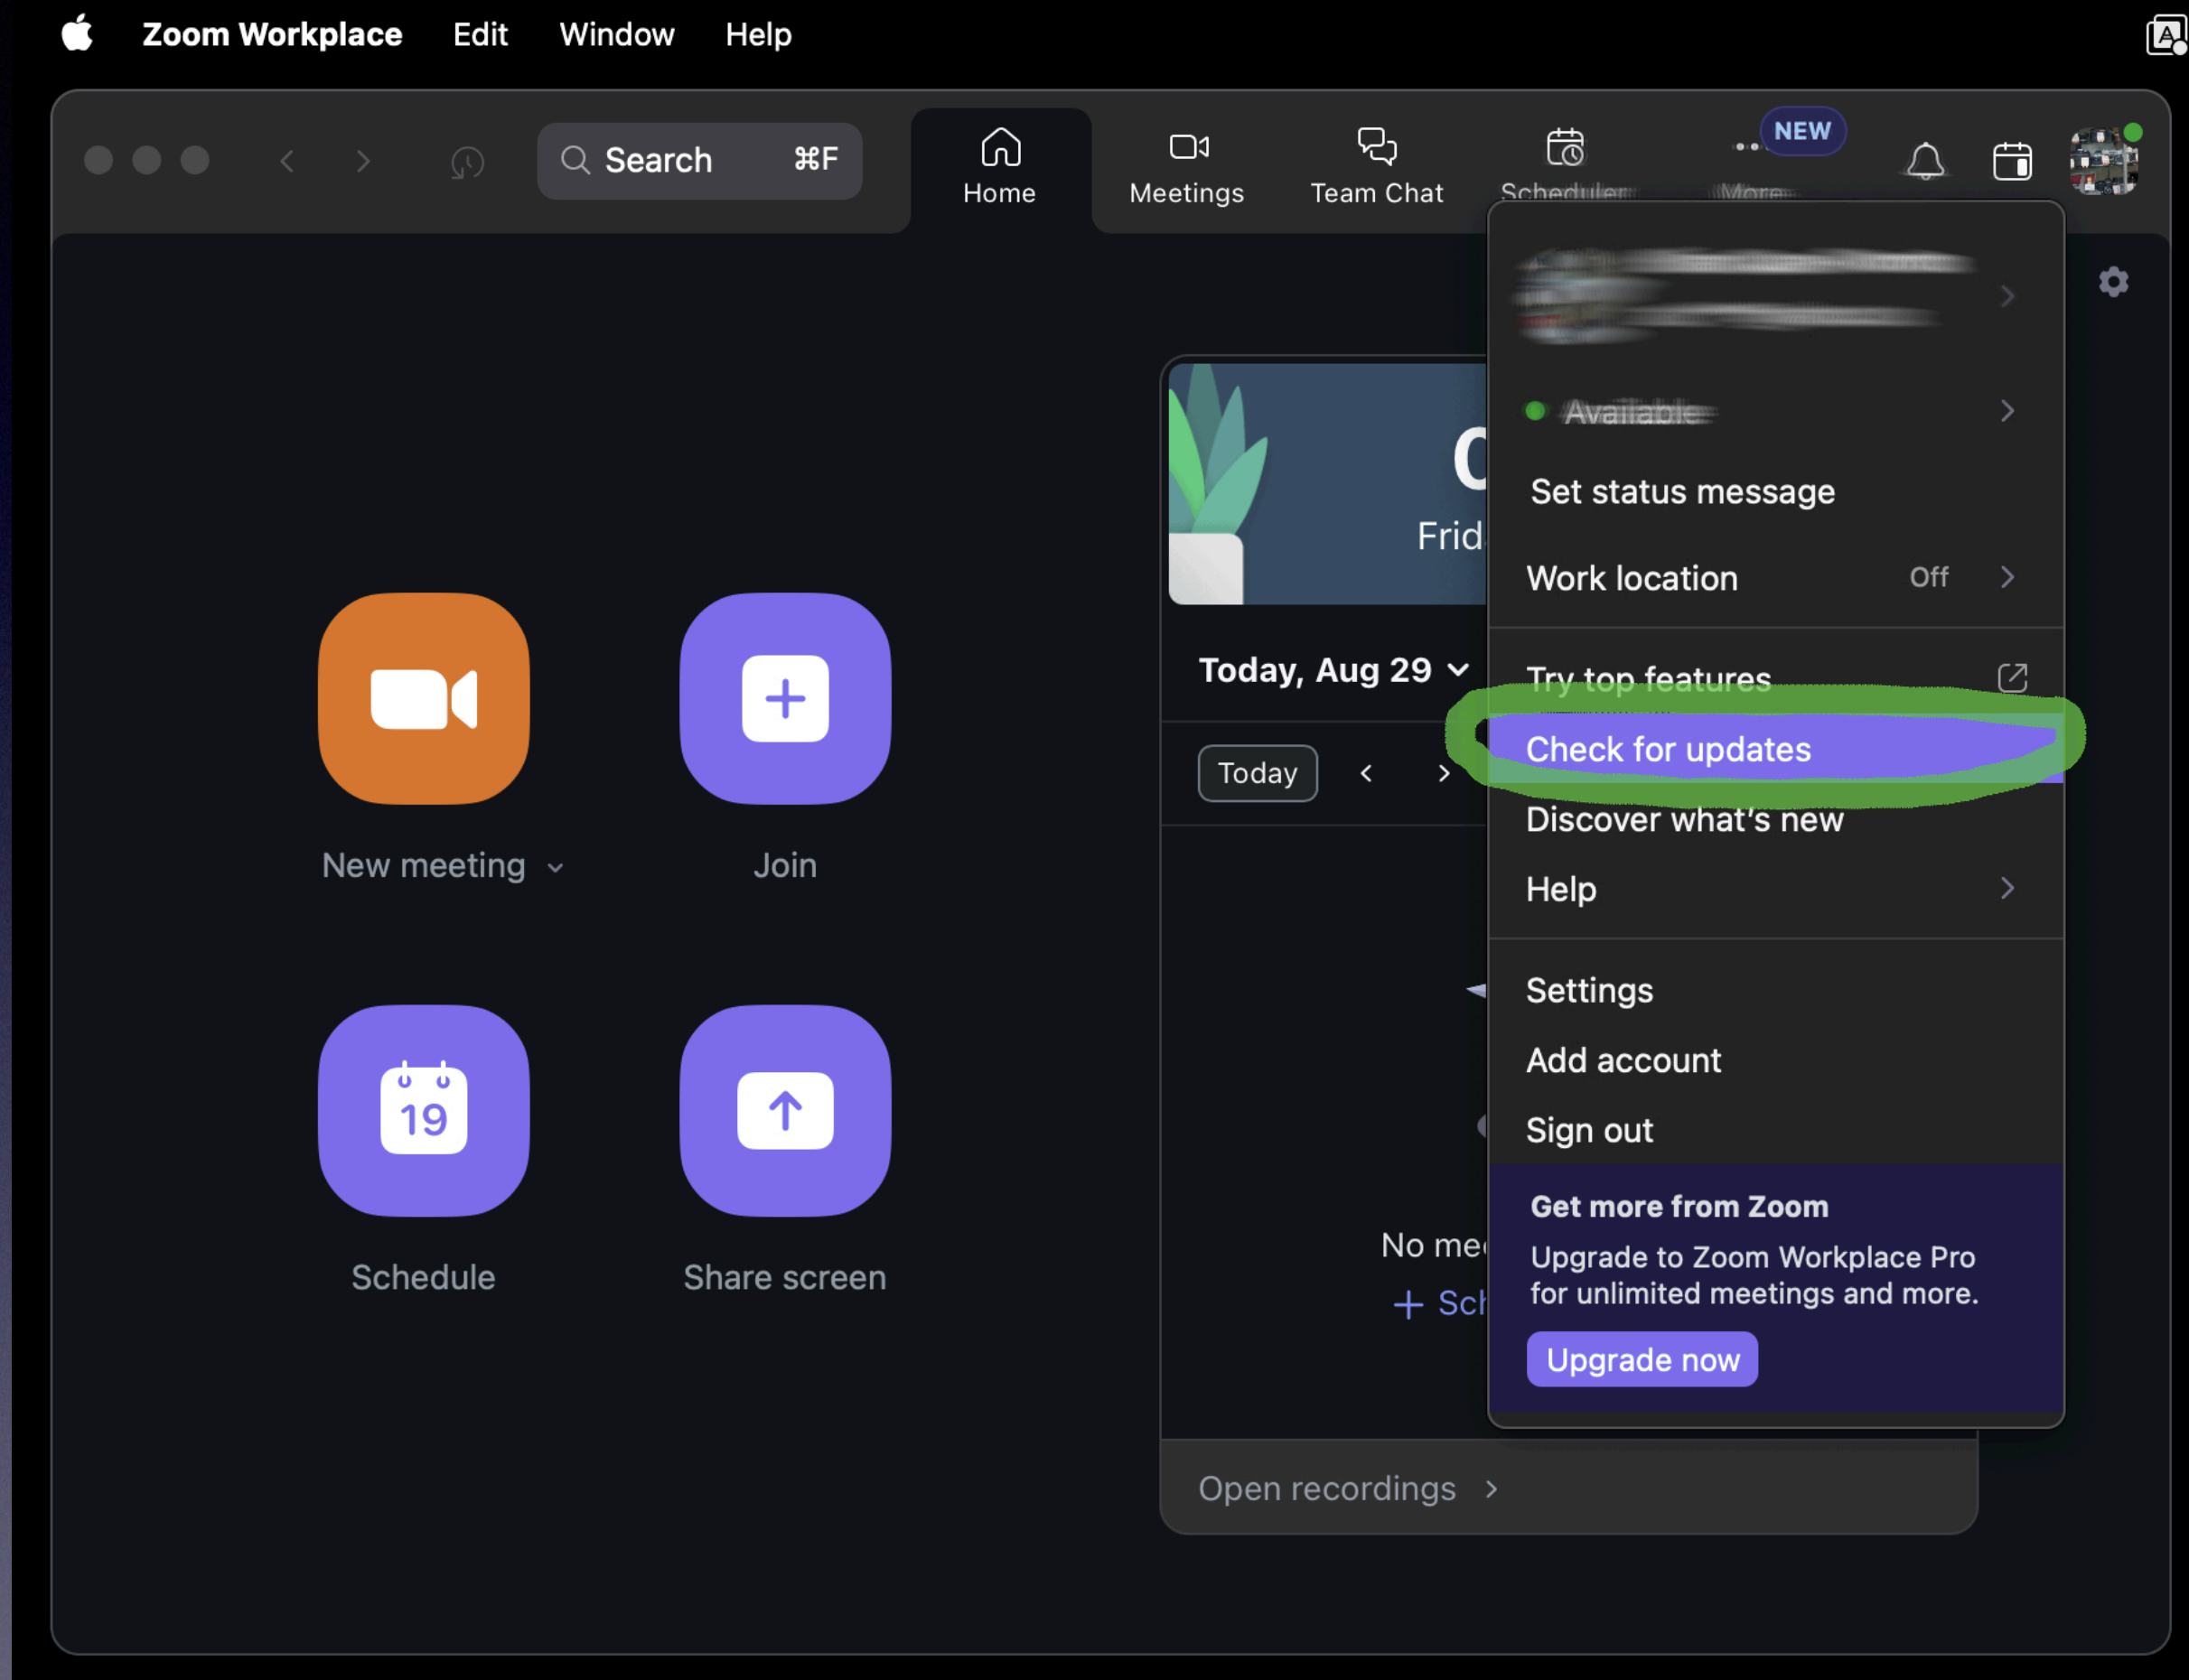 Zoom Workplace Edit Window Help
Search ⌘F
Home
Meetings
Team Chat
Scheduler
More
NEW
Available
Set status message
Work location Off
Try top features
Check for updates
Discover what's new
Help
Settings
Add account
Sign out
Get more from Zoom
Upgrade to Zoom Workplace Pro
for unlimited meetings and more.
Upgrade now
New meeting
Join
19
Schedule
Share screen
Today, Aug 29
Today
Open recordings